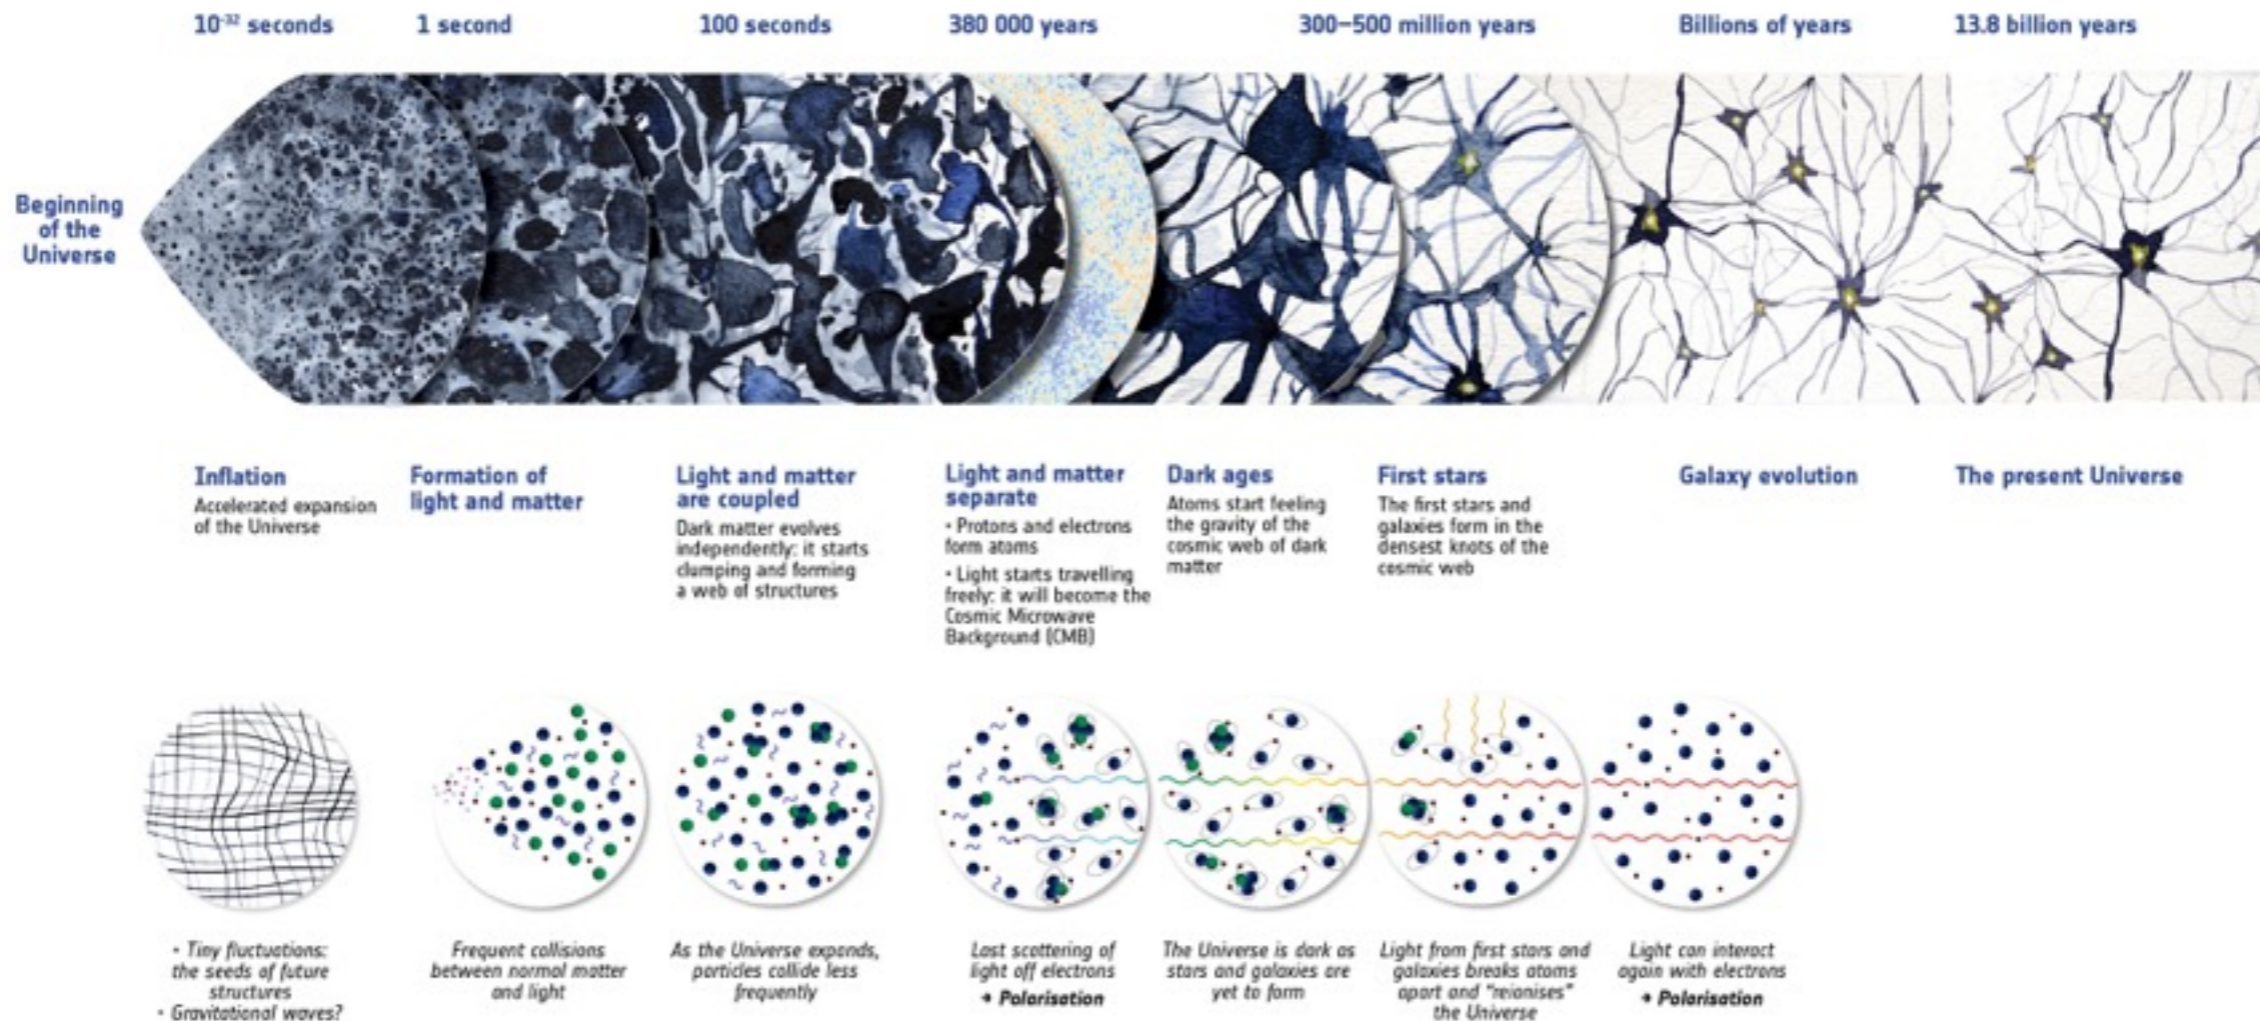 10⁻³² seconds
1 second
100 seconds
380 000 years
300–500 million years
Billions of years
13.8 billion years
Beginning
of the
Universe
Inflation
Accelerated expansion
of the Universe
Formation of
light and matter
Light and matter
are coupled
Dark matter evolves
independently: it starts
clumping and forming
a web of structures
Light and matter
separate
• Protons and electrons
form atoms
• Light starts travelling
freely: it will become the
Cosmic Microwave
Background (CMB)
Dark ages
Atoms start feeling
the gravity of the
cosmic web of dark
matter
First stars
The first stars and
galaxies form in the
densest knots of the
cosmic web
Galaxy evolution
The present Universe
• Tiny fluctuations:
the seeds of future
structures
• Gravitational waves?
Frequent collisions
between normal matter
and light
As the Universe expands,
particles collide less
frequently
Last scattering of
light off electrons
→ Polarisation
The Universe is dark as
stars and galaxies are
yet to form
Light from first stars and
galaxies breaks atoms
apart and "reionises"
the Universe
Light can interact
again with electrons
→ Polarisation